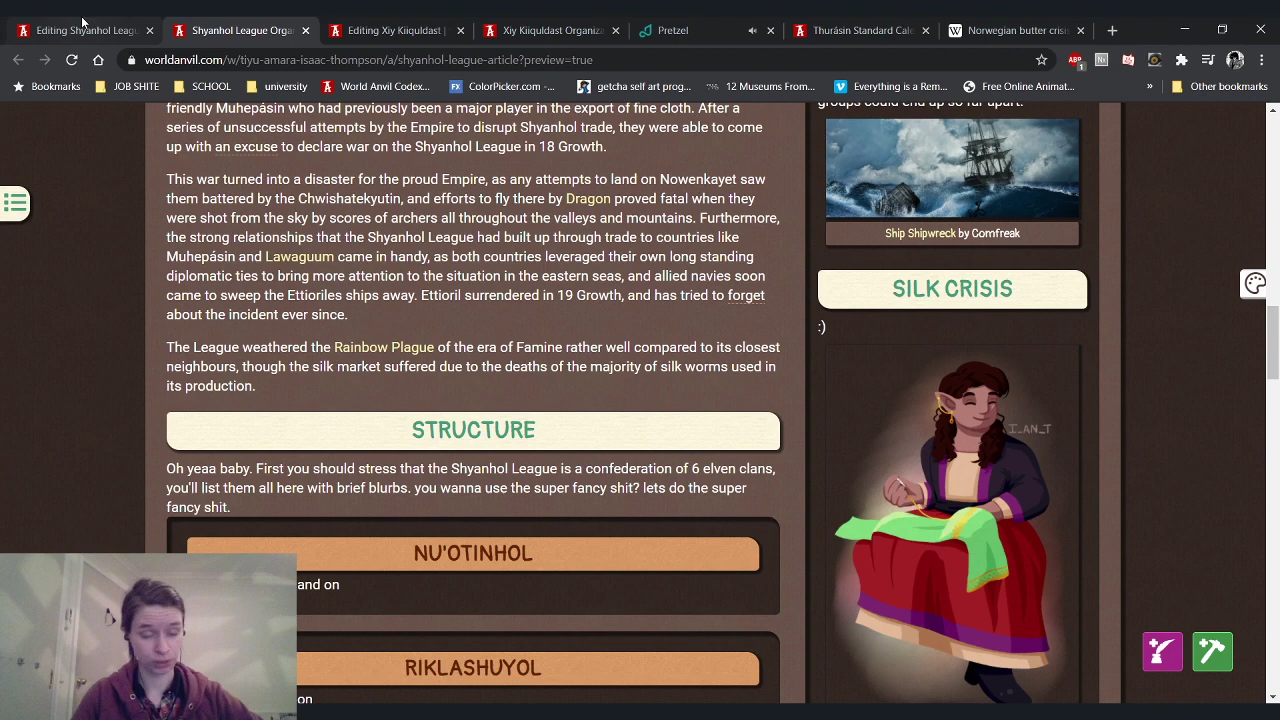 Editing Shyanhol Leagu
Shyanhol League Organ
Editing Xiy Kiiquldast |
Xiy Kiiquldast Organiza
Pretzel
Thurásin Standard Cale
Norwegian butter crisis
worldanvil.com/w/tiyu-amara-isaac-thompson/a/shyanhol-league-article?preview=true
Bookmarks
JOB SHITE
SCHOOL
university
World Anvil Codex...
ColorPicker.com -...
getcha self art prog...
12 Museums From...
Everything is a Rem...
Free Online Animat...
»
Other bookmarks
friendly Muhepásin who had previously been a major player in the export of fine cloth. After a
series of unsuccessful attempts by the Empire to disrupt Shyanhol trade, they were able to come
up with an excuse to declare war on the Shyanhol League in 18 Growth.
This war turned into a disaster for the proud Empire, as any attempts to land on Nowenkayet saw
them battered by the Chwishatekyutin, and efforts to fly there by Dragon proved fatal when they
were shot from the sky by scores of archers all throughout the valleys and mountains. Furthermore,
the strong relationships that the Shyanhol League had built up through trade to countries like
Muhepásin and Lawaguum came in handy, as both countries leveraged their own long standing
diplomatic ties to bring more attention to the situation in the eastern seas, and allied navies soon
came to sweep the Ettioriles ships away. Ettioril surrendered in 19 Growth, and has tried to forget
about the incident ever since.
The League weathered the Rainbow Plague of the era of Famine rather well compared to its closest
neighbours, though the silk market suffered due to the deaths of the majority of silk worms used in
its production.
STRUCTURE
Oh yeaa baby. First you should stress that the Shyanhol League is a confederation of 6 elven clans,
you'll list them all here with brief blurbs. you wanna use the super fancy shit? lets do the super
fancy shit.
NU'OTINHOL
and on
RIKLASHUYOL
on
groups could end up so far apart.
Ship Shipwreck by Comfreak
SILK CRISIS
:)
I_AN_T